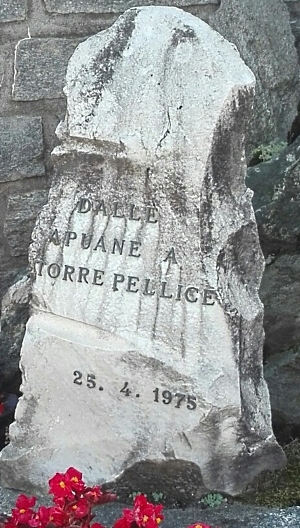 DALLE
APUANE A
TORRE PELLICE
25. 4. 1975